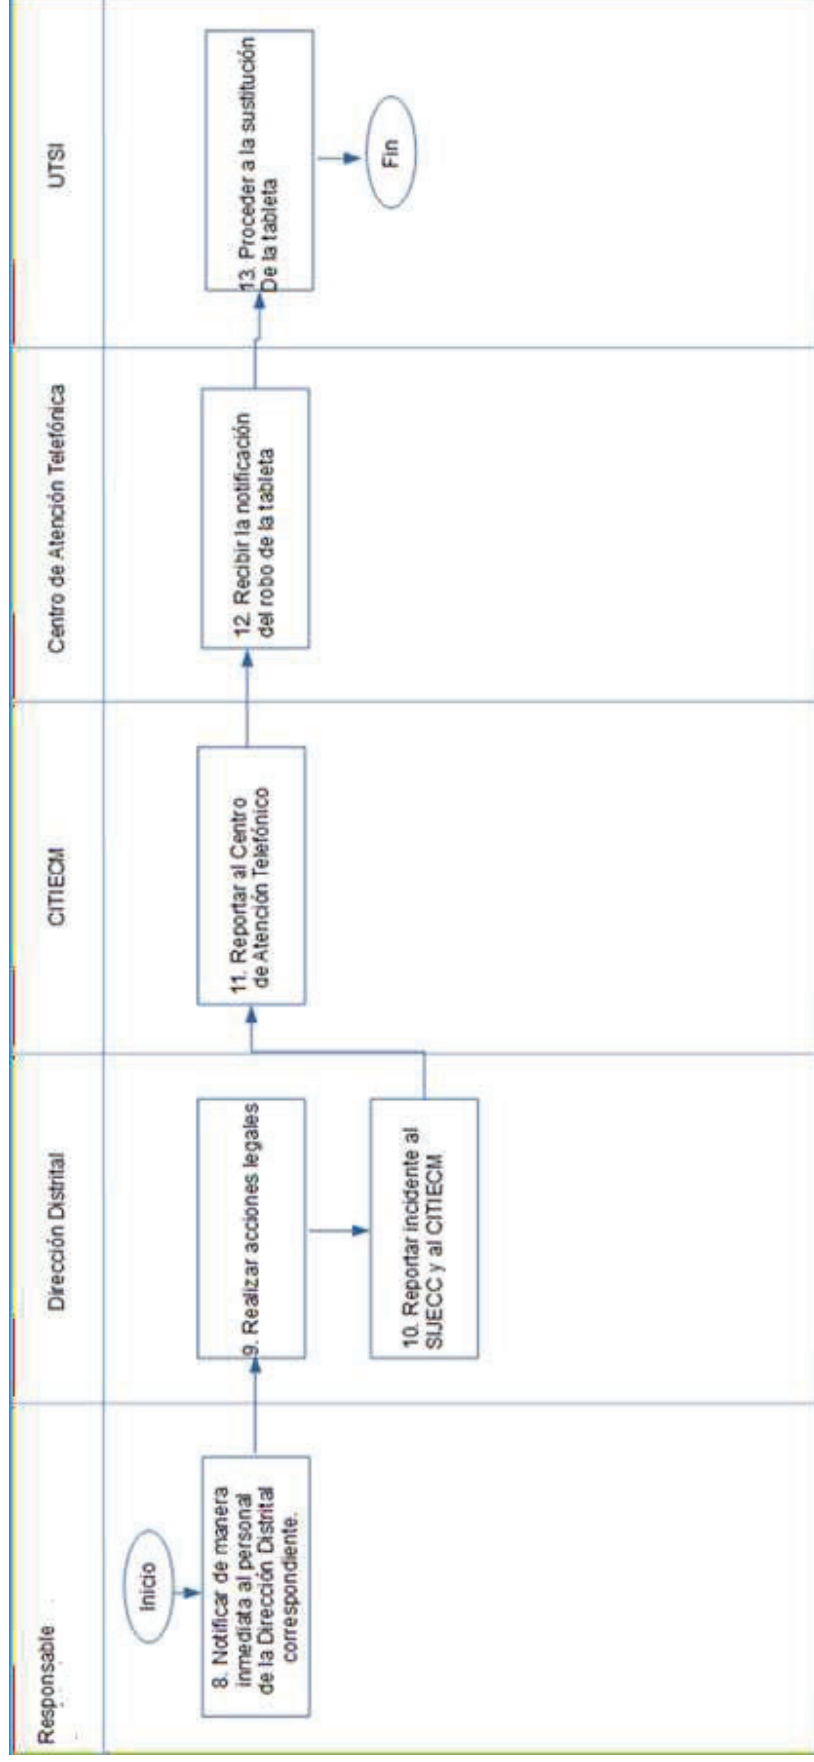 Responsable
Dirección Distrital
CITIECM
Centro de Atención Telefónica
UTSI
Inicio
8. Notificar de manera
inmediata al personal
de la Dirección Distrital
correspondiente.
9. Realizar acciones legales
10. Reportar incidente al
SIJECC y al CITIECM
11. Reportar al Centro
de Atención Telefónico
12. Recibir la notificación
del robo de la tableta
13. Proceder a la sustitución
De la tableta
Fin